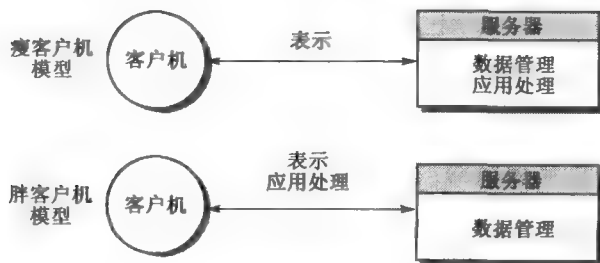 瘦客户机
模型
客户机
表示
服务器
数据管理
应用处理
胖客户机
模型
客户机
表示
应用处理
服务器
数据管理